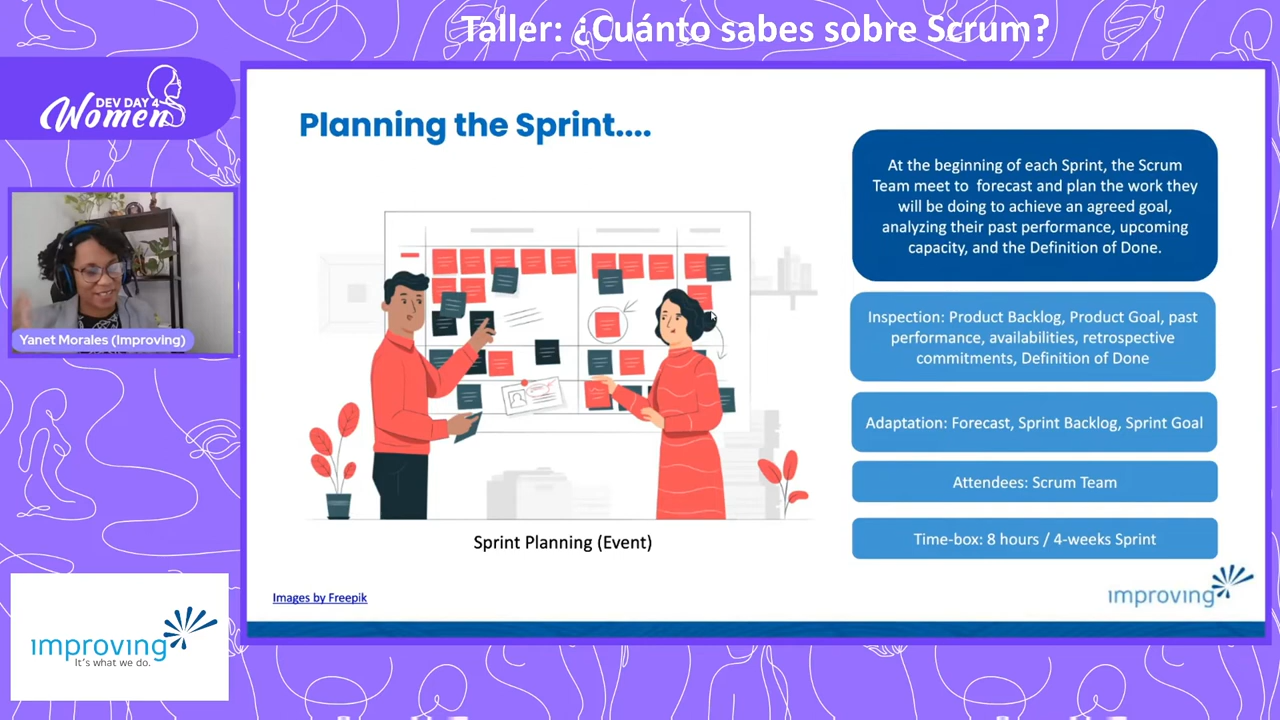 Taller: ¿Cuánto sabes sobre Scrum?
DEV DAY 4
Women
Yanet Morales (Improving)
improving
It's what we do.
Planning the Sprint....
Sprint Planning (Event)
Images by Freepik
At the beginning of each Sprint, the Scrum
Team meet to forecast and plan the work they
will be doing to achieve an agreed goal,
analyzing their past performance, upcoming
capacity, and the Definition of Done.
Inspection: Product Backlog, Product Goal, past
performance, availabilities, retrospective
commitments, Definition of Done
Adaptation: Forecast, Sprint Backlog, Sprint Goal
Attendees: Scrum Team
Time-box: 8 hours / 4-weeks Sprint
improving